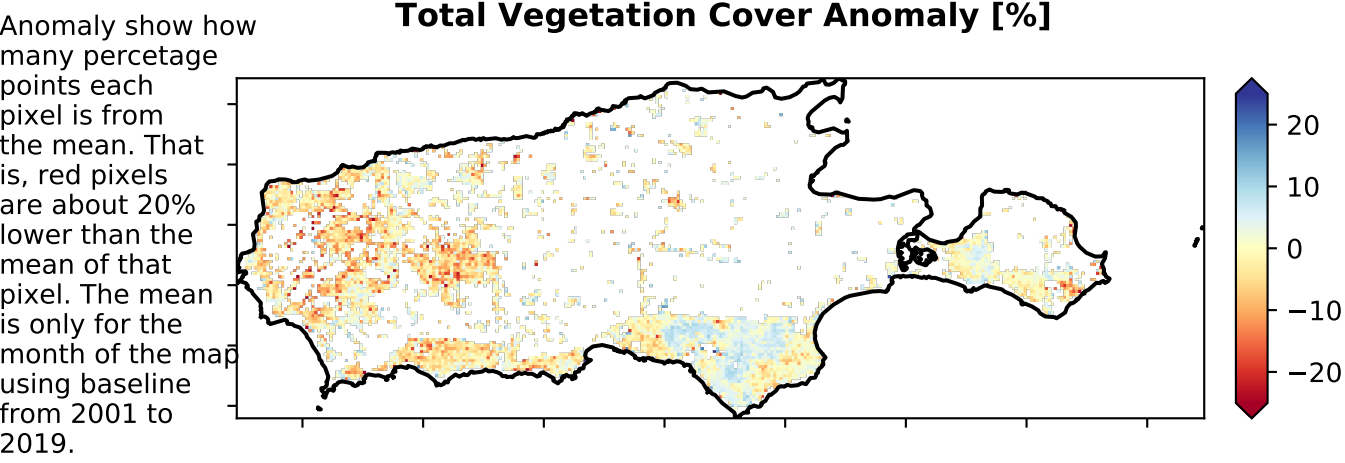 Total Vegetation Cover Anomaly [%]
Anomaly show how
many percetage
points each
pixel is from
the mean. That
is, red pixels
are about 20%
lower than the
mean of that
pixel. The mean
is only for the
month of the map
using baseline
from 2001 to
2019.
20
10
0
−10
−20